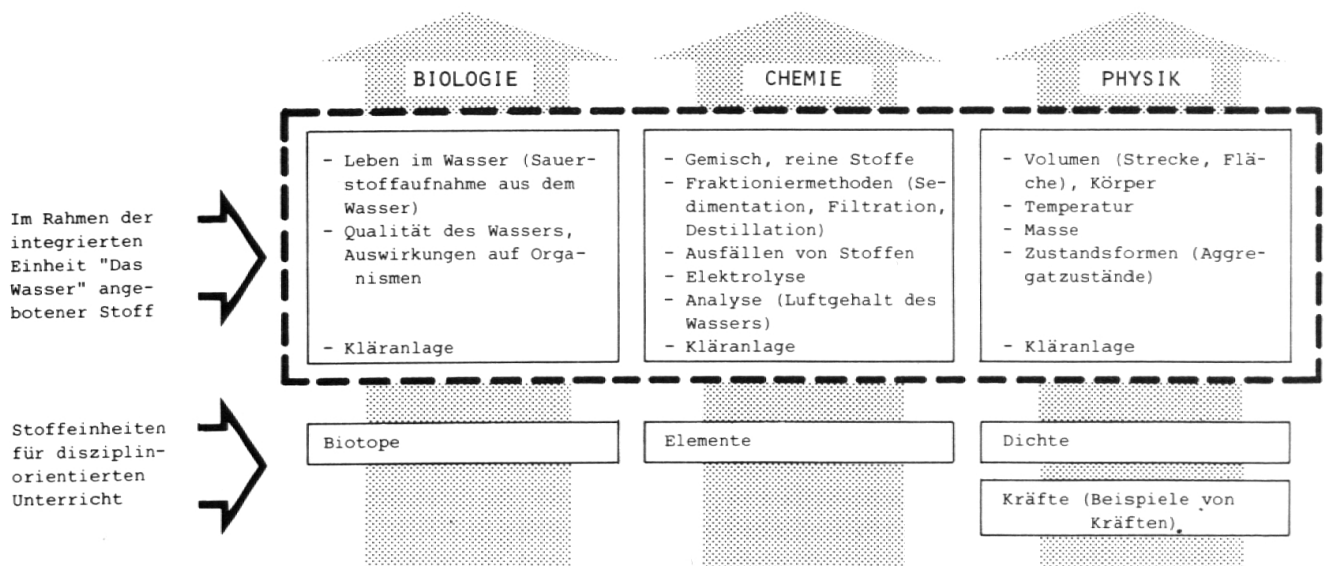 BIOLOGIE
CHEMIE
PHYSIK
Im Rahmen der
integrierten
Einheit "Das
Wasser" ange-
botener Stoff
- Leben im Wasser (Sauer-
stoffaufnahme aus dem
Wasser)
- Qualität des Wassers,
Auswirkungen auf Orga-
nismen
- Kläranlage
- Gemisch, reine Stoffe
- Fraktioniermethoden (Se-
dimentation, Filtration,
Destillation)
- Ausfällen von Stoffen
- Elektrolyse
- Analyse (Luftgehalt des
Wassers)
- Kläranlage
- Volumen (Strecke, Flä-
che), Körper
- Temperatur
- Masse
- Zustandsformen (Aggre-
gatzustände)
- Kläranlage
Stoffeinheiten
für disziplin-
orientierten
Unterricht
Biotope
Elemente
Dichte
Kräfte (Beispiele von
Kräften)